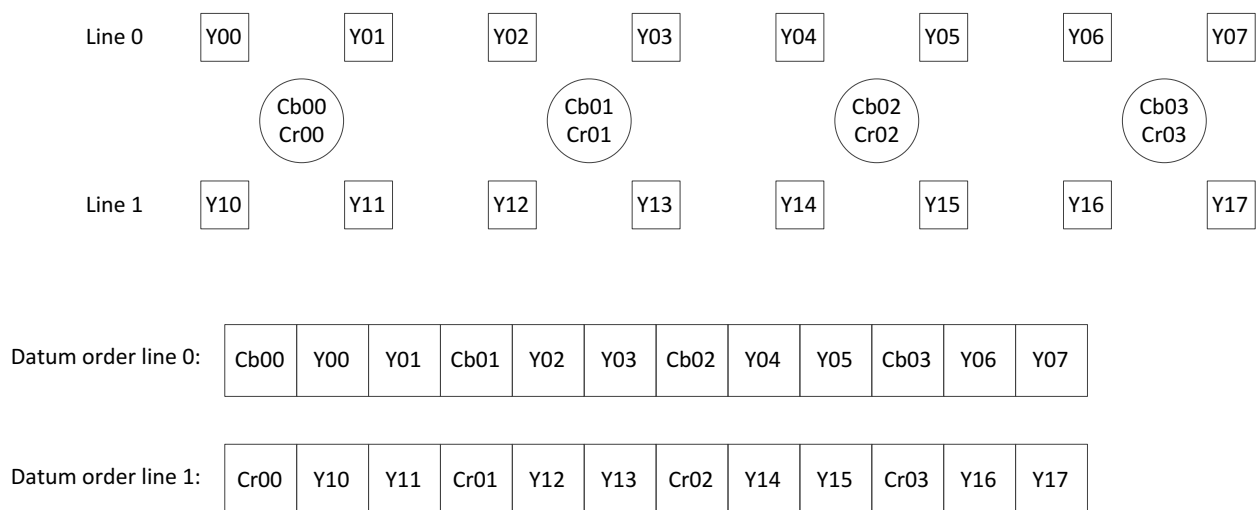 Line 0 Y00 Y01 Y02 Y03 Y04 Y05 Y06 Y07
Cb00 Cb01 Cb02 Cb03
Cr00 Cr01 Cr02 Cr03
Line 1 Y10 Y11 Y12 Y13 Y14 Y15 Y16 Y17
Datum order line 0: Cb00 Y00 Y01 Cb01 Y02 Y03 Cb02 Y04 Y05 Cb03 Y06 Y07
Datum order line 1: Cr00 Y10 Y11 Cr01 Y12 Y13 Cr02 Y14 Y15 Cr03 Y16 Y17